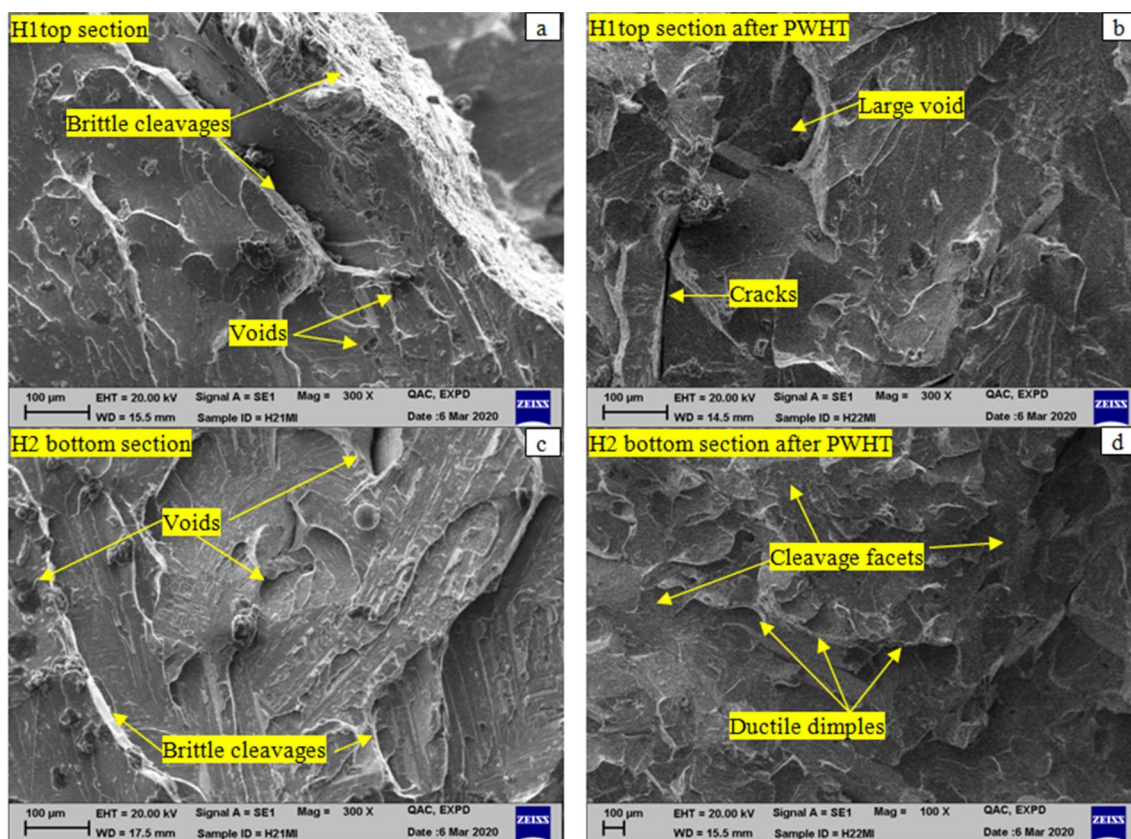 H1top section
a
Brittle cleavages
Voids
100 µm EHT = 20.00 kV Signal A = SE1 Mag = 300 X QAC, EXPD
WD = 15.5 mm Sample ID = H21MI Date :6 Mar 2020
ZEISS
H1top section after PWHT
b
Large void
Cracks
100 µm EHT = 20.00 kV Signal A = SE1 Mag = 300 X QAC, EXPD
WD = 14.5 mm Sample ID = H22MI Date :6 Mar 2020
ZEISS
H2 bottom section
c
Voids
Brittle cleavages
100 µm EHT = 20.00 kV Signal A = SE1 Mag = 300 X QAC, EXPD
WD = 17.5 mm Sample ID = H21MI Date :6 Mar 2020
ZEISS
H2 bottom section after PWHT
d
Cleavage facets
Ductile dimples
100 µm EHT = 20.00 kV Signal A = SE1 Mag = 100 X QAC, EXPD
WD = 15.5 mm Sample ID = H22MI Date :6 Mar 2020
ZEISS